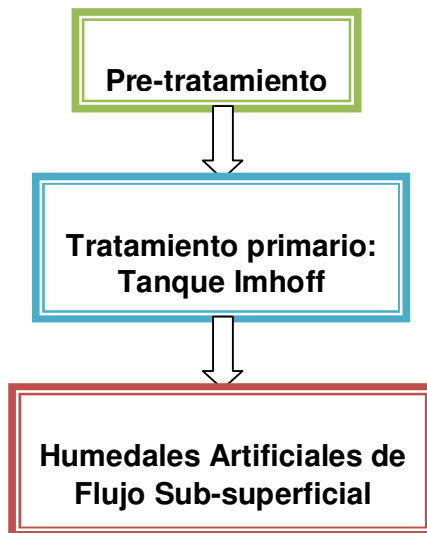 Pre-tratamiento
Tratamiento primario:
Tanque Imhoff
Humedales Artificiales de
Flujo Sub-superficial